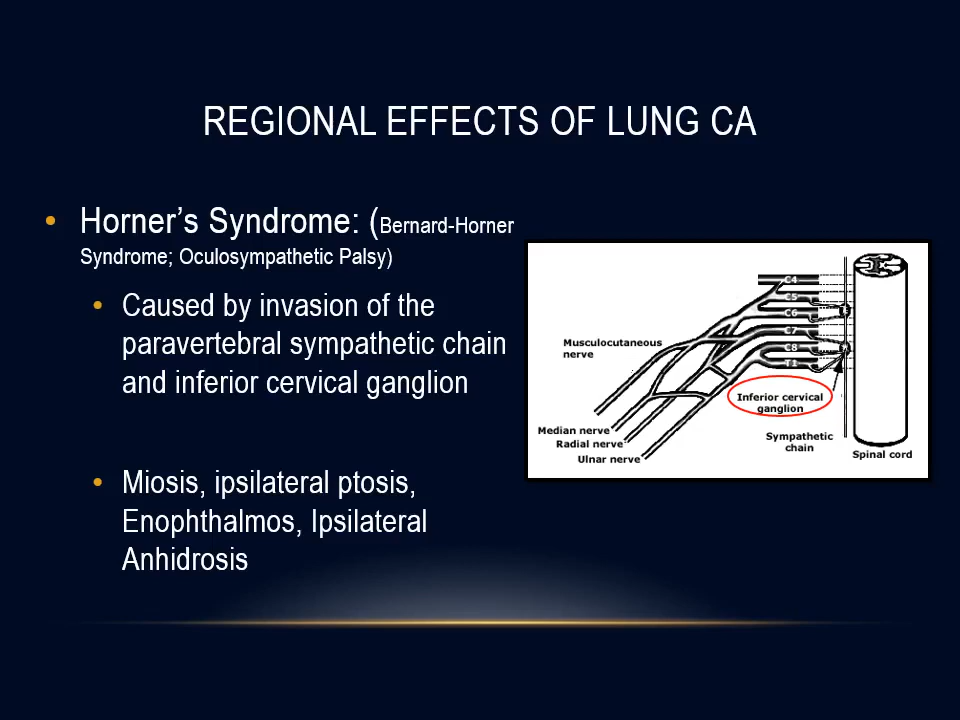 REGIONAL EFFECTS OF LUNG CA
• Horner’s Syndrome: (Bernard-Horner
Syndrome; Oculosympathetic Palsy)
• Caused by invasion of the
paravertebral sympathetic chain
and inferior cervical ganglion
• Miosis, ipsilateral ptosis,
Enophthalmos, Ipsilateral
Anhidrosis
C4
C5
C6
C7
C8
T1
Musculocutaneous
nerve
Median nerve
Radial nerve
Ulnar nerve
Inferior cervical
ganglion
Sympathetic
chain
Spinal cord